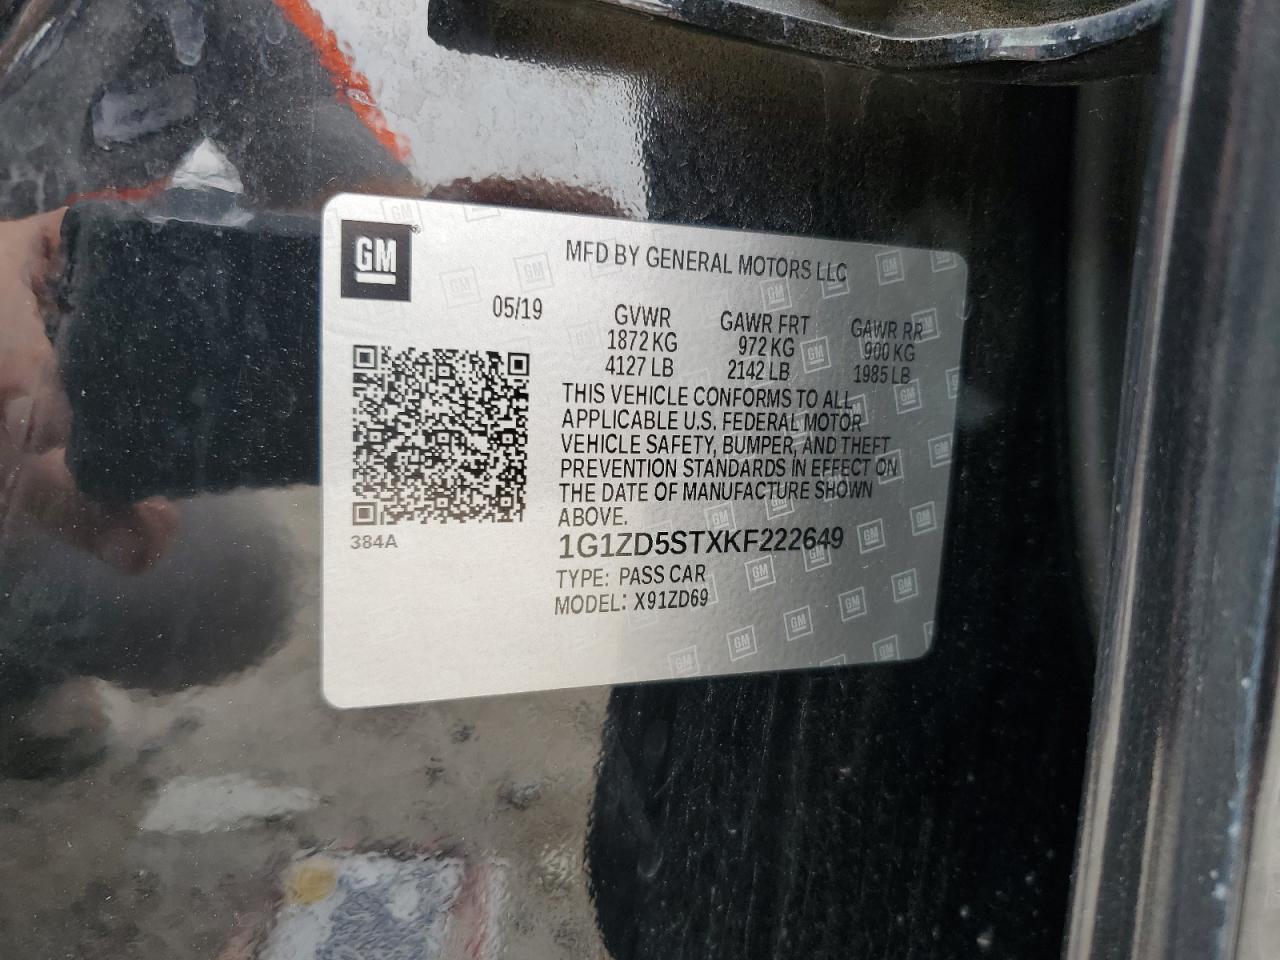 GM
MFD BY GENERAL MOTORS LLC
05/19
GVWR GAWR FRT GAWR RR
1872 KG 972 KG 900 KG
4127 LB 2142 LB 1985 LB
THIS VEHICLE CONFORMS TO ALL
APPLICABLE U.S. FEDERAL MOTOR
VEHICLE SAFETY, BUMPER, AND THEFT
PREVENTION STANDARDS IN EFFECT ON
THE DATE OF MANUFACTURE SHOWN
ABOVE.
384A
1G1ZD5STXKF222649
TYPE: PASS CAR
MODEL: X91ZD69